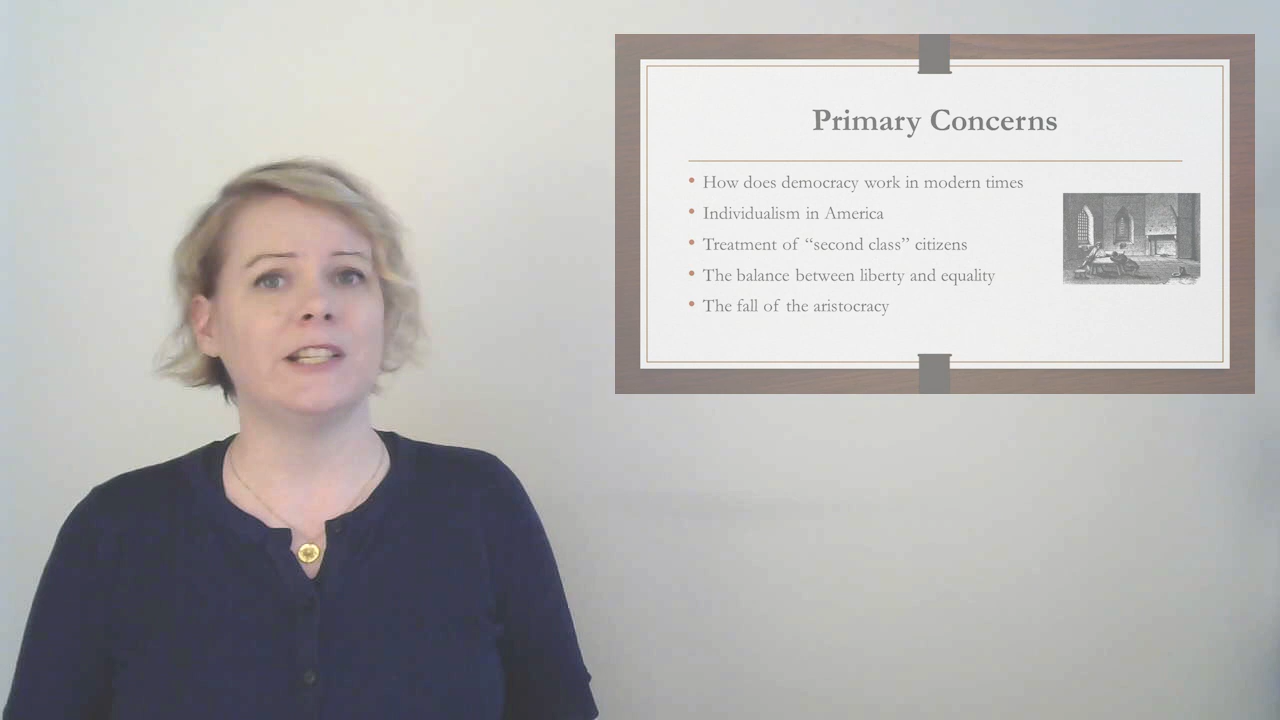 Primary Concerns
• How does democracy work in modern times
• Individualism in America
• Treatment of “second class” citizens
• The balance between liberty and equality
• The fall of the aristocracy